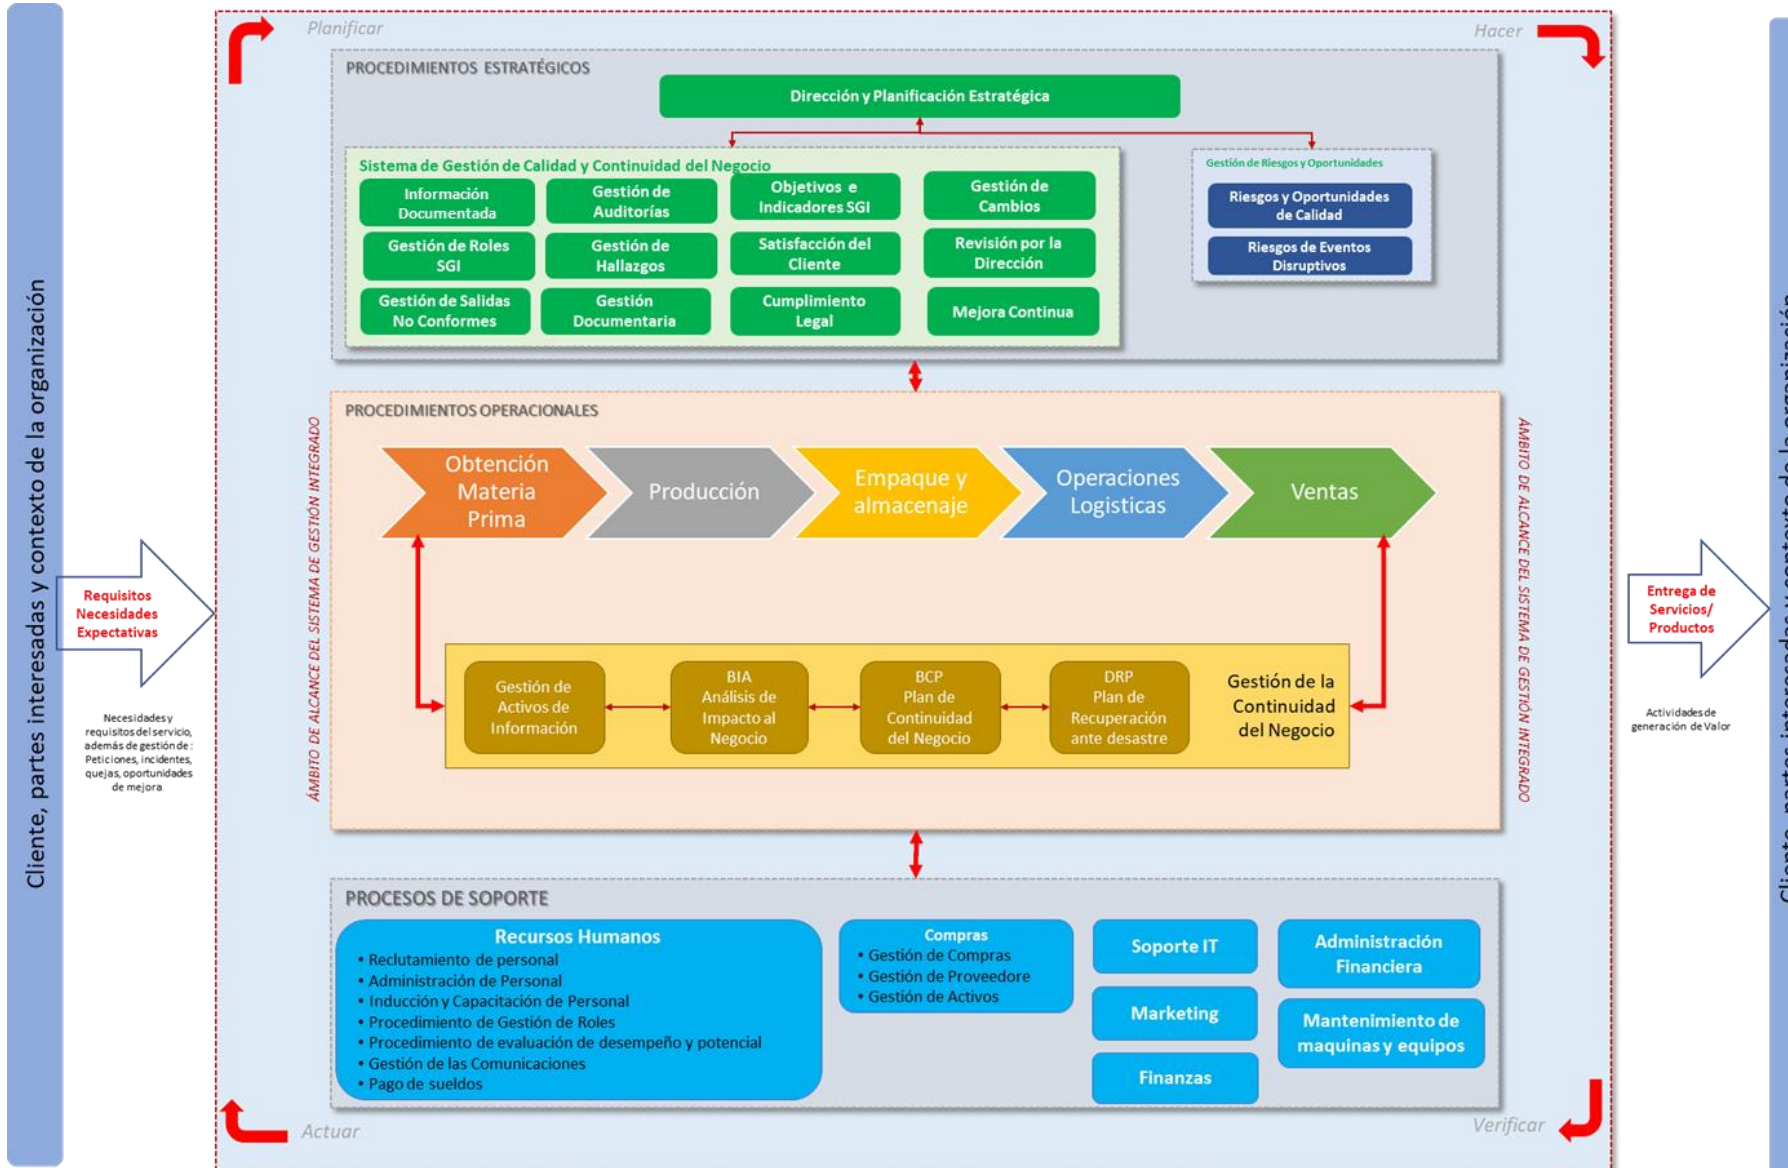 Planificar
Hacer
PROCEDIMIENTOS ESTRATÉGICOS
Dirección y Planificación Estratégica
Sistema de Gestión de Calidad y Continuidad del Negocio
Información
Documentada
Gestión de
Auditorías
Objetivos e
Indicadores SGI
Gestión de
Cambios
Gestión de Roles
SGI
Gestión de
Hallazgos
Satisfacción del
Cliente
Revisión por la
Dirección
Gestión de Salidas
No Conformes
Gestión
Documentaria
Cumplimiento
Legal
Mejora Continua
Gestión de Riesgos y Oportunidades
Riesgos y Oportunidades
de Calidad
Riesgos de Eventos
Disruptivos
Cliente, partes interesadas y contexto de la organización
Requisitos
Necesidades
Expectativas
Necesidades y
requisitos del servicio,
además de gestión de :
Peticiones, incidentes,
quejas, oportunidades
de mejora.
ÁMBITO DE ALCANCE DEL SISTEMA DE GESTIÓN INTEGRADO
PROCEDIMIENTOS OPERACIONALES
Obtención
Materia
Prima
Producción
Empaque y
almacenaje
Operaciones
Logisticas
Ventas
Gestión de
Activos de
Información
BIA
Análisis de
Impacto al
Negocio
BCP
Plan de
Continuidad
del Negocio
DRP
Plan de
Recuperación
ante desastre
Gestión de la
Continuidad
del Negocio
ÁMBITO DE ALCANCE DEL SISTEMA DE GESTIÓN INTEGRADO
Entrega de
Servicios/
Productos
Actividades de
generación de Valor
Cliente, partes interesadas y contexto de la organización
PROCESOS DE SOPORTE
Recursos Humanos
• Reclutamiento de personal
• Administración de Personal
• Inducción y Capacitación de Personal
• Procedimiento de Gestión de Roles
• Procedimiento de evaluación de desempeño y potencial
• Gestión de las Comunicaciones
• Pago de sueldos
Compras
• Gestión de Compras
• Gestión de Proveedore
• Gestión de Activos
Soporte IT
Marketing
Finanzas
Administración
Financiera
Mantenimiento de
maquinas y equipos
Actuar
Verificar